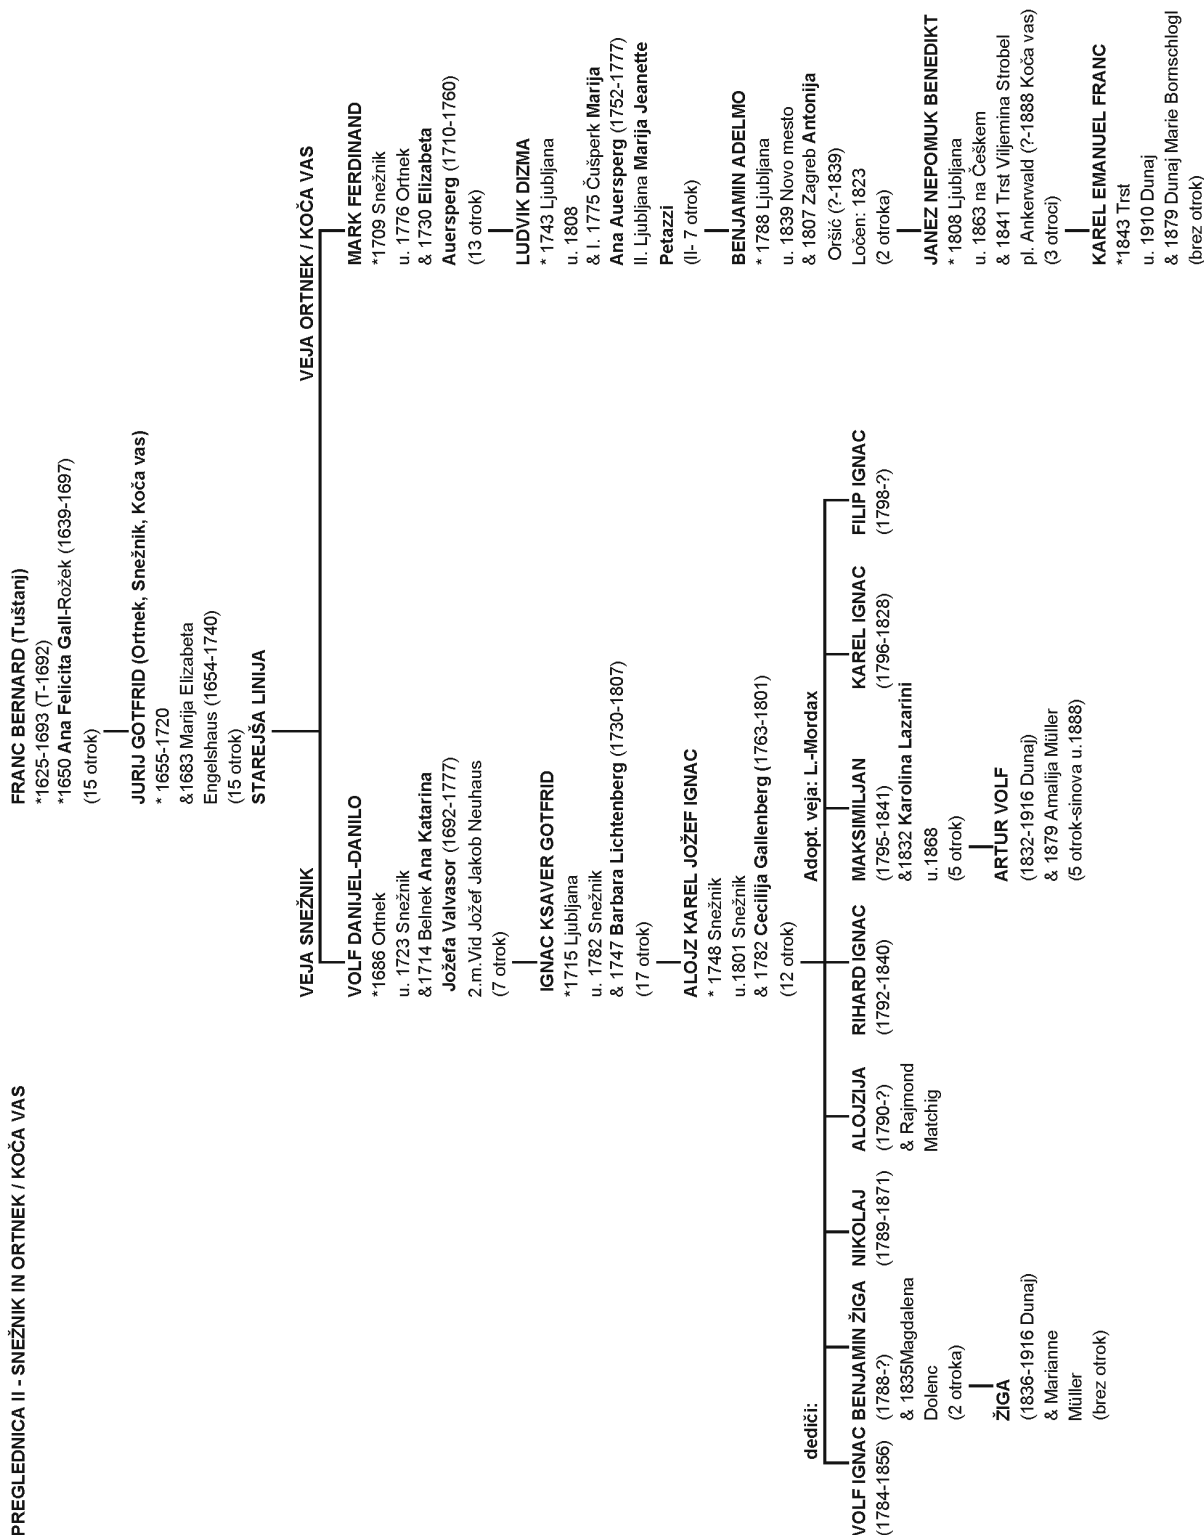 PREGLEDNICA II - SNEŽNIK IN ORTNEK / KOČA VAS
FRANC BERNARD (Tuštanj)
*1625-1693 (T-1692)
*1650 Ana Felicita Gall-Rožek (1639-1697)
(15 otrok)
JURIJ GOTFRID (Ortnek, Snežnik, Koča vas)
* 1655-1720
&1683 Marija Elizabeta
Engelshaus (1654-1740)
(15 otrok)
STAREJŠA LINIJA
VEJA SNEŽNIK
VOLF DANIJEL-DANILO
*1686 Ortnek
u. 1723 Snežnik
&1714 Belnek Ana Katarina
Jožefa Valvasor (1692-1777)
2.m.Vid Jožef Jakob Neuhaus
(7 otrok)
IGNAC KSAVER GOTFRID
*1715 Ljubljana
u. 1782 Snežnik
& 1747 Barbara Lichtenberg (1730-1807)
(17 otrok)
ALOJZ KAREL JOŽEF IGNAC
* 1748 Snežnik
u.1801 Snežnik
& 1782 Cecilija Gallenberg (1763-1801)
(12 otrok)
dediči:
VOLF IGNAC
(1784-1856)
BENJAMIN ŽIGA
(1788-?)
& 1835Magdalena
Dolenc
(2 otroka)
ŽIGA
(1836-1916 Dunaj)
& Marianne
Müller
(brez otrok)
NIKOLAJ
(1789-1871)
ALOJZIJA
(1790-?)
& Rajmond
Matchig
RIHARD IGNAC
(1792-1840)
Adopt. veja: L.-Mordax
MAKSIMILJAN
(1795-1841)
&1832 Karolina Lazarini
u.1868
(5 otrok)
ARTUR VOLF
(1832-1916 Dunaj)
& 1879 Amalija Müller
(5 otrok-sinova u.1888)
KAREL IGNAC
(1796-1828)
FILIP IGNAC
(1798-?)
VEJA ORTNEK / KOČA VAS
MARK FERDINAND
*1709 Snežnik
u. 1776 Ortnek
& 1730 Elizabeta
Auersperg (1710-1760)
(13 otrok)
LUDVIK DIZMA
* 1743 Ljubljana
u. 1808
& I. 1775 Čušperk Marija
Ana Auersperg (1752-1777)
II. Ljubljana Marija Jeanette
Petazzi
(II- 7 otrok)
BENJAMIN ADELMO
* 1788 Ljubljana
u. 1839 Novo mesto
& 1807 Zagreb Antonija
Oršić (?-1839)
Ločen: 1823
(2 otroka)
JANEZ NEPOMUK BENEDIKT
* 1808 Ljubljana
u. 1863 na Češkem
& 1841 Trst Viljemina Strobel
pl. Ankerwald (?-1888 Koča vas)
(3 otroci)
KAREL EMANUEL FRANC
*1843 Trst
u. 1910 Dunaj
& 1879 Dunaj Marie Bornschlogl
(brez otrok)